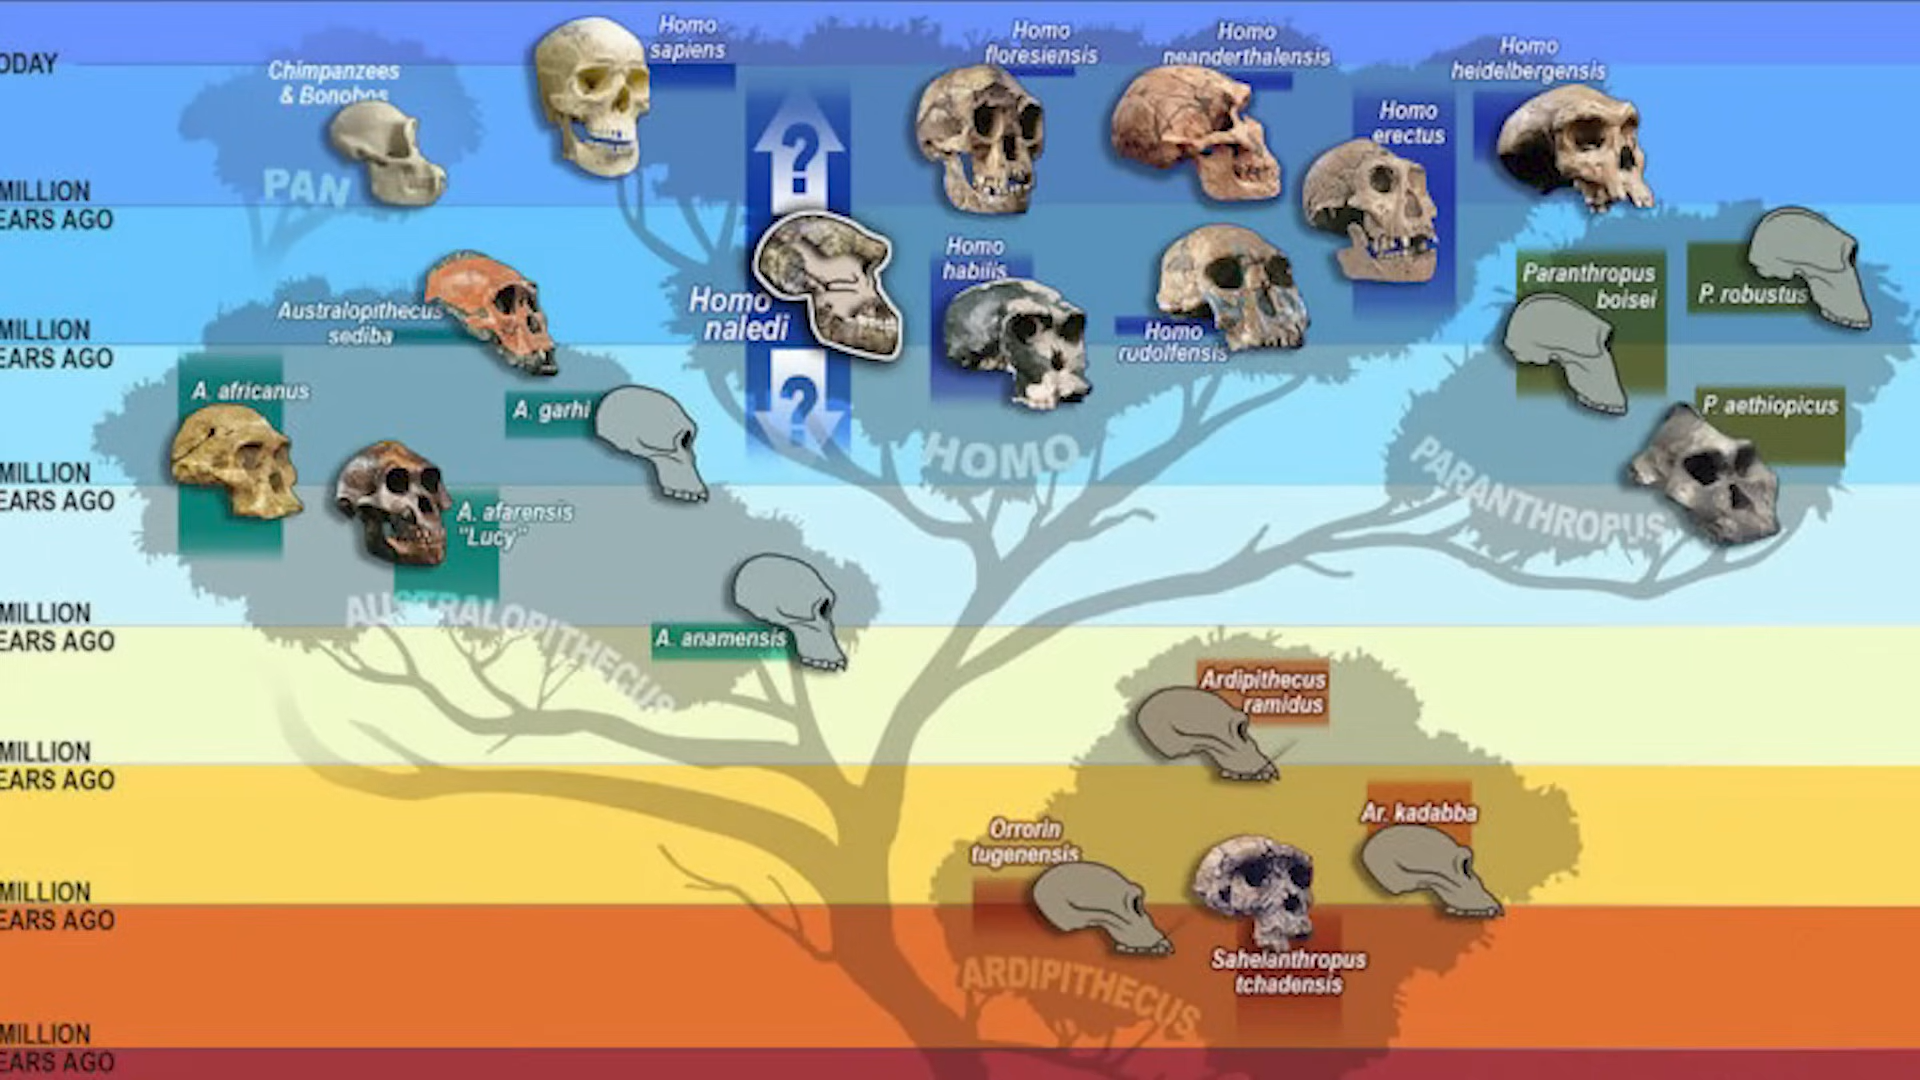 ODAY
Chimpanzees
& Bonobos
PAN
Homo
sapiens
Homo
floresiensis
Homo
neanderthalensis
Homo
erectus
Homo
heidelbergensis
MILLION
EARS AGO
?
Homo
naledi
?
Homo
habilis
Homo
rudolfensis
Paranthropus
boisei
P. robustus
Australopithecus
sediba
MILLION
EARS AGO
A. africanus
A. garhi
P. aethiopicus
HOMO
PARANTHROPUS
MILLION
EARS AGO
A. afarensis
"Lucy"
AUSTRALOPITHECUS
MILLION
EARS AGO
A. anamensis
Ardipithecus
ramidus
MILLION
EARS AGO
Orrorin
tugenensis
Ar. kadabba
MILLION
EARS AGO
Sahelanthropus
tchadensis
ARDIPITHECUS
MILLION
EARS AGO